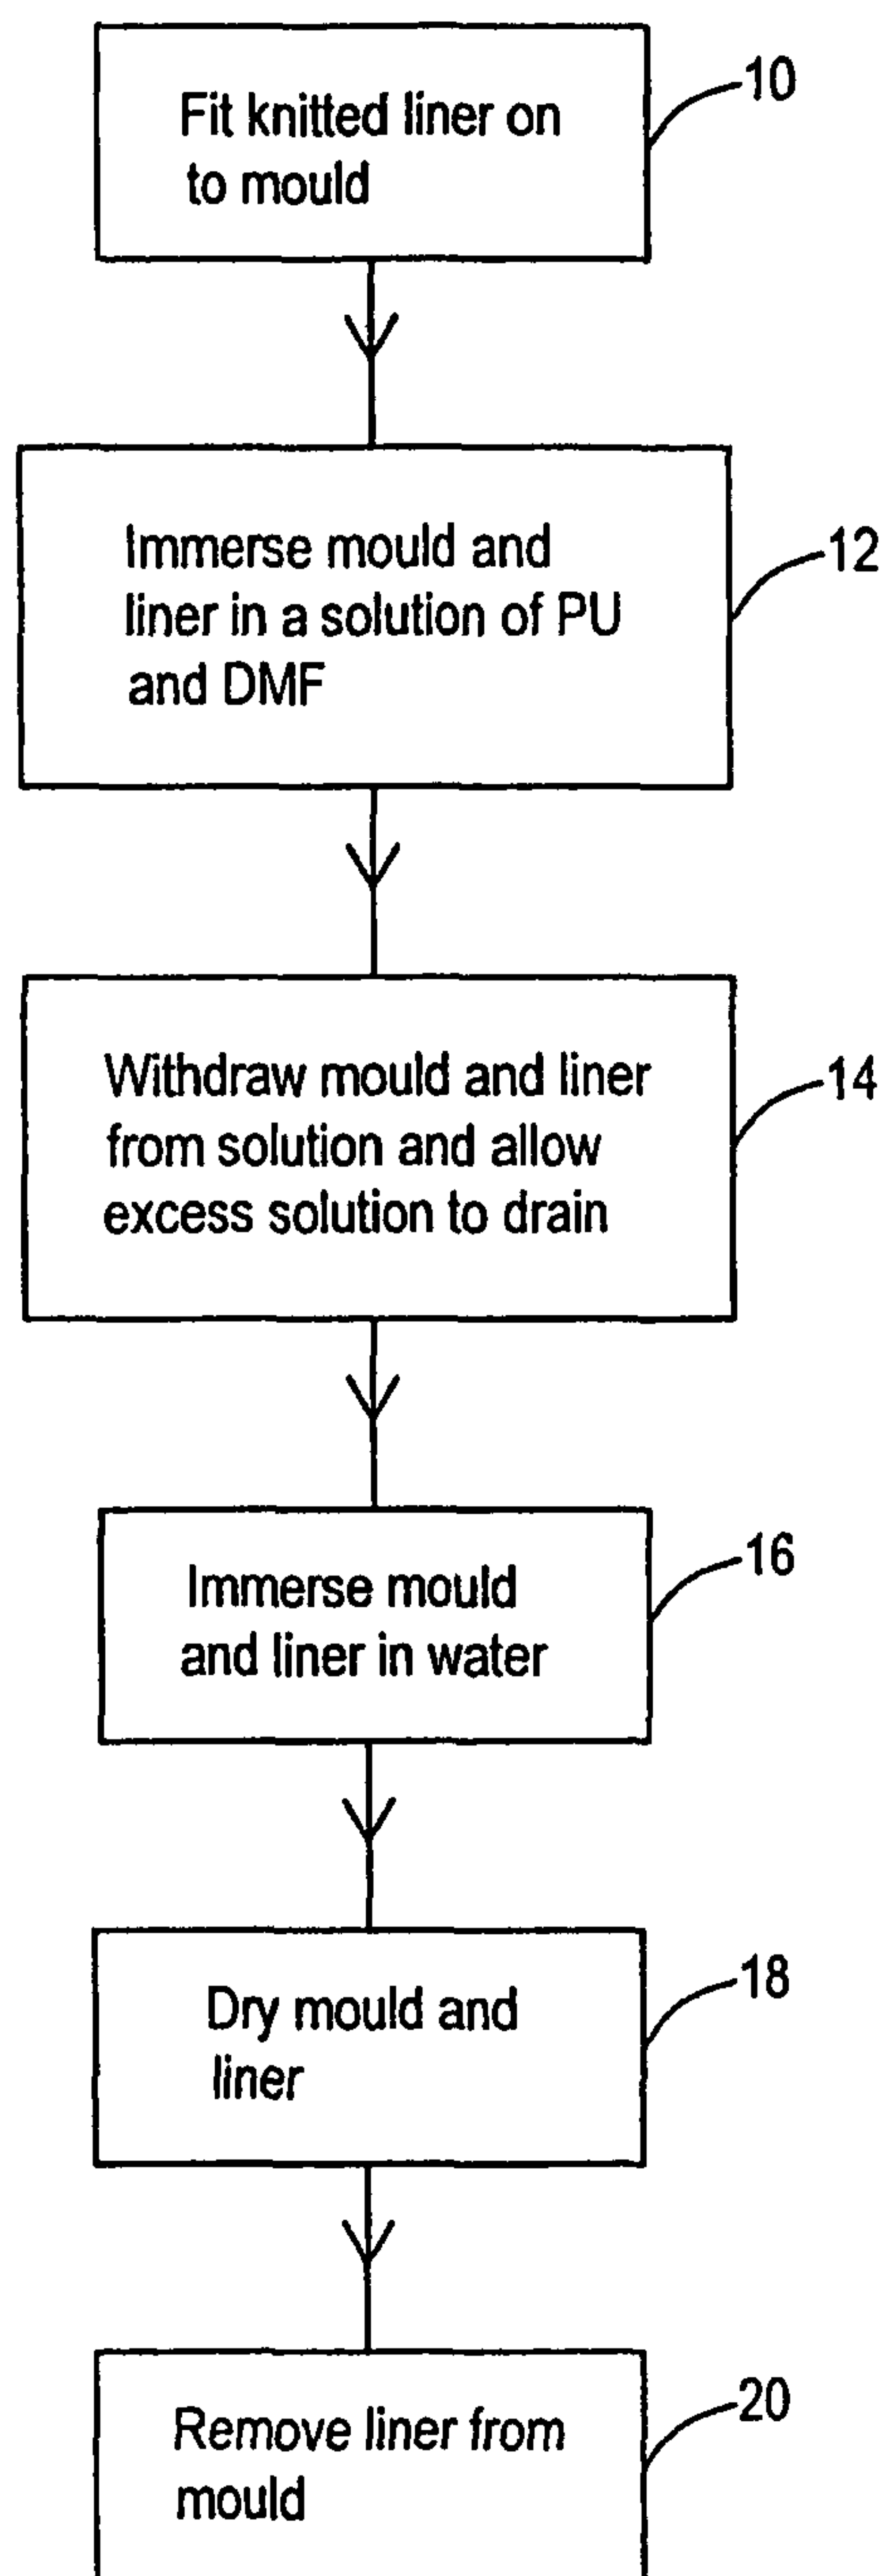 Fit knitted liner on
to mould
10
Immerse mould and
liner in a solution of PU
and DMF
12
Withdraw mould and liner
from solution and allow
excess solution to drain
14
Immerse mould
and liner in water
16
Dry mould and
liner
18
Remove liner from
mould
20